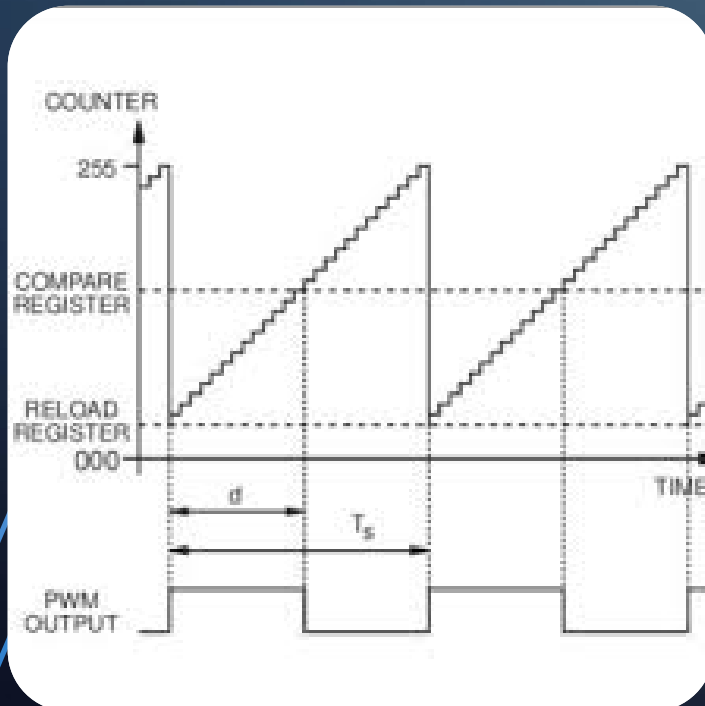 COUNTER
255
COMPARE
REGISTER
RELOAD
REGISTER
000
TIME
d
Ts
PWM
OUTPUT